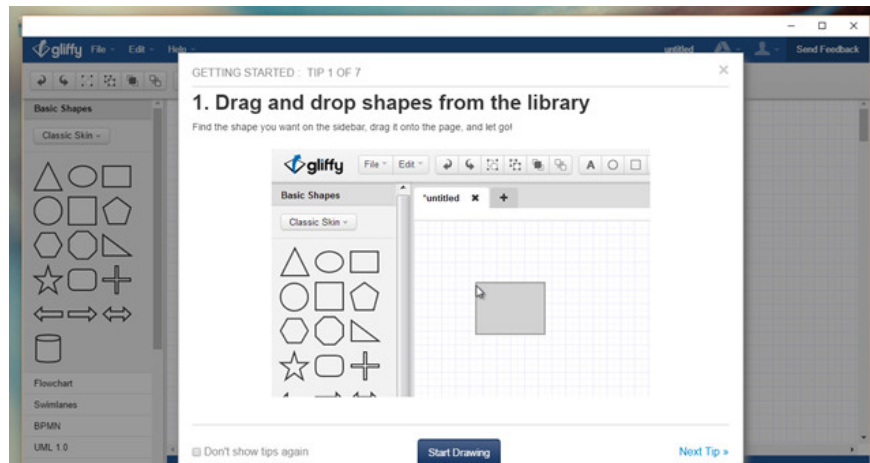 gliffy File Edit Help untitled Send Feedback
Basic Shapes
Classic Skin
Flowchart
Swimlanes
BPMN
UML 1.0
GETTING STARTED : TIP 1 OF 7
1. Drag and drop shapes from the library
Find the shape you want on the sidebar, drag it onto the page, and let go!
gliffy File Edit A
Basic Shapes *untitled
Classic Skin
Don't show tips again Start Drawing Next Tip »